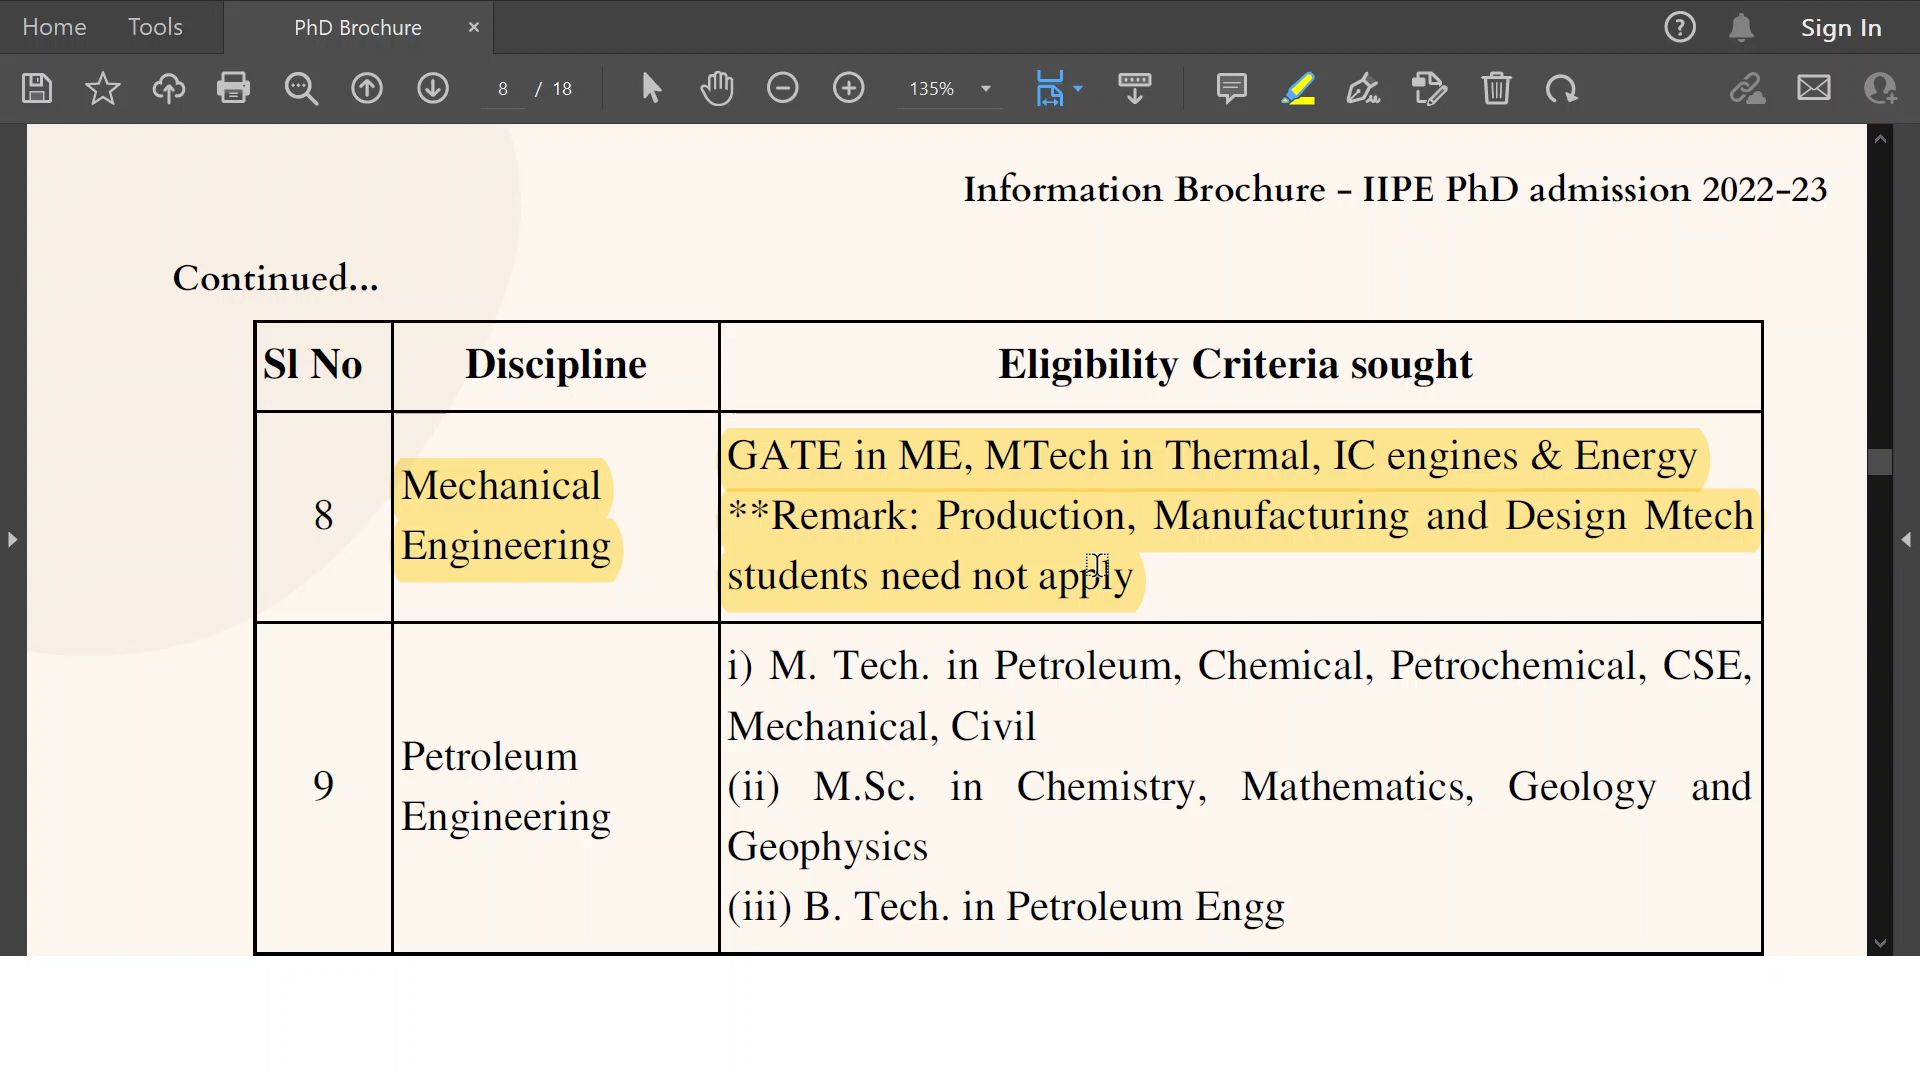 Home Tools PhD Brochure × Sign In
8 / 18 135%
Information Brochure - IIPE PhD admission 2022-23
Continued...
Sl No Discipline Eligibility Criteria sought
8 Mechanical Engineering
GATE in ME, MTech in Thermal, IC engines & Energy
**Remark: Production, Manufacturing and Design Mtech
students need not apply
9 Petroleum Engineering
i) M. Tech. in Petroleum, Chemical, Petrochemical, CSE,
Mechanical, Civil
(ii) M.Sc. in Chemistry, Mathematics, Geology and
Geophysics
(iii) B. Tech. in Petroleum Engg